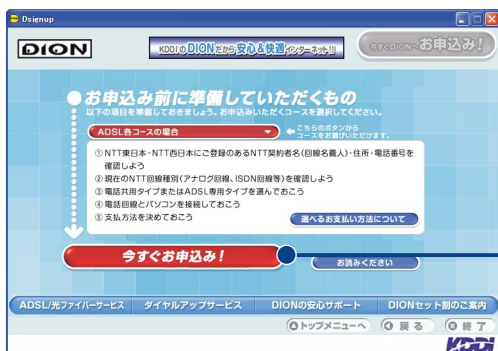 Dsignup
DION
KDDIのDIONだから安心&快適インターネット!!
今すぐDIONへお申込み!
お申込み前に準備していただくもの
以下の項目を準備しておきましょう。お申込みいただくコースを選択してください。
ADSL各コースの場合
こちらのボタンから
コースをお選びいただけます。
①NTT東日本・NTT西日本にご登録のあるNTT契約者名(回線名義人)・住所・電話番号を
確認しよう
②現在のNTT回線種別(アナログ回線、ISDN回線等)を確認しよう
③電話共用タイプまたはADSL専用タイプを選んでおこう
④電話回線とパソコンを接続しておこう
⑤支払方法を決めておこう
選べるお支払い方法について
今すぐお申込み!
お読みください
ADSL/光ファイバーサービス ダイヤルアップサービス DIONの安心サポート DIONセット割のご案内
トップメニューへ 戻る 終了
KDDI